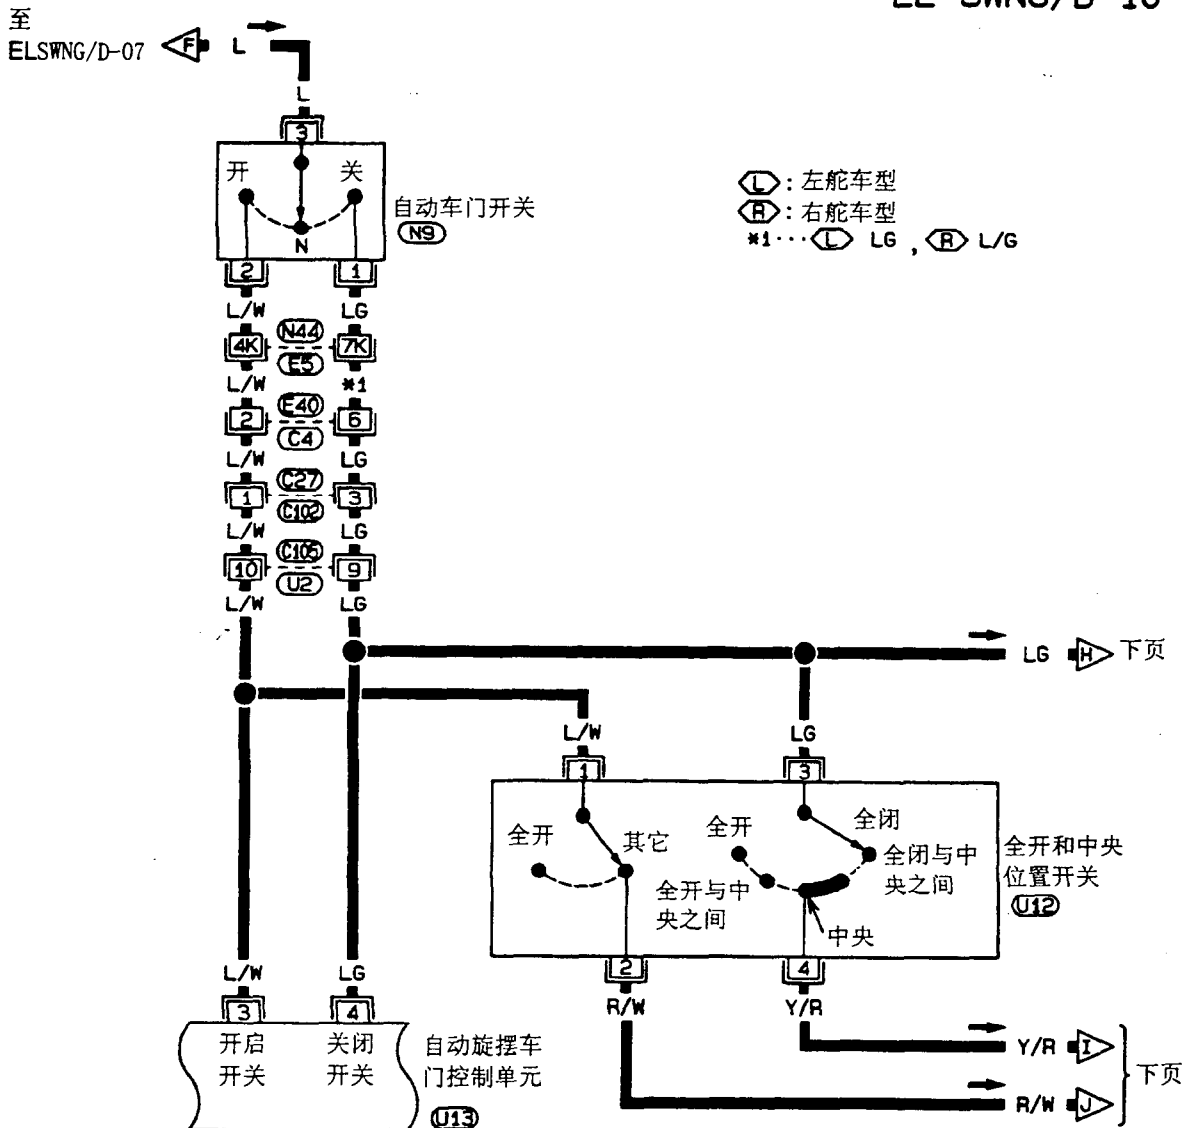 至
ELSWNG/D-07
F
L
L
3
开
关
N
自动车门开关
N9
L : 左舵车型
R : 右舵车型
*1··· L LG , R L/G
2
1
L/W
LG
N44
4K
7K
E5
L/W
*1
E40
2
6
C4
L/W
LG
C27
1
3
C102
L/W
LG
C105
10
9
U2
L/W
LG
LG
H
下页
L/W
LG
1
3
全开
其它
全开与中
央之间
全开
全闭
全闭与中
央之间
中央
全开和中央
位置开关
U12
2
4
R/W
Y/R
L/W
LG
3
4
开启
开关
关闭
开关
自动旋摆车
门控制单元
U13
Y/R
I
R/W
J
下页